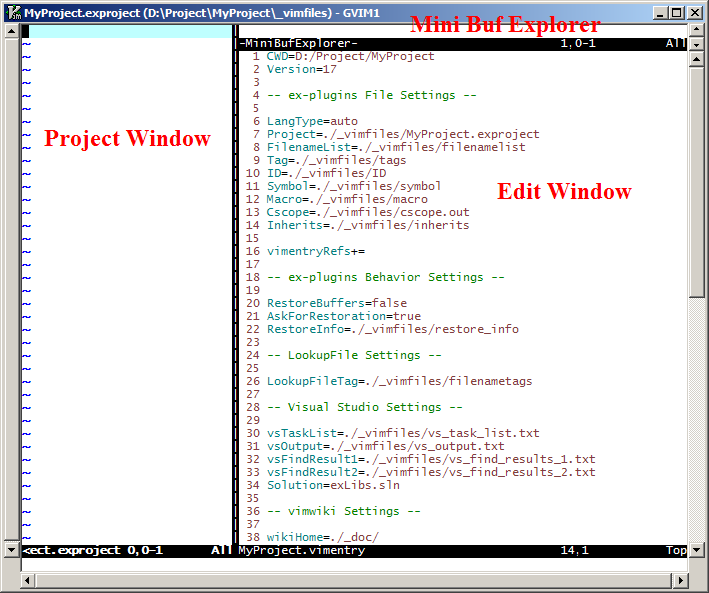 MyProject.exproject (D:\Project\MyProject\_vimfiles) - GVIM1
Mini Buf Explorer
-MiniBufExplorer- 1,0-1 All
Project Window
Edit Window
1 CWD=D:/Project/MyProject
2 Version=17
3
4 -- ex-plugins File Settings --
5
6 LangType=auto
7 Project=./_vimfiles/MyProject.exproject
8 FilenameList=./_vimfiles/filenamelist
9 Tag=./_vimfiles/tags
10 ID=./_vimfiles/ID
11 Symbol=./_vimfiles/symbol
12 Macro=./_vimfiles/macro
13 Cscope=./_vimfiles/cscope.out
14 Inherits=./_vimfiles/inherits
15
16 vimentryRefs+=
17
18 -- ex-plugins Behavior Settings --
19
20 RestoreBuffers=false
21 AskForRestoration=true
22 RestoreInfo=./_vimfiles/restore_info
23
24 -- LookupFile Settings --
25
26 LookupFileTag=./_vimfiles/filenametags
27
28 -- Visual Studio Settings --
29
30 vsTaskList=./_vimfiles/vs_task_list.txt
31 vsOutput=./_vimfiles/vs_output.txt
32 vsFindResult1=./_vimfiles/vs_find_results_1.txt
33 vsFindResult2=./_vimfiles/vs_find_results_2.txt
34 Solution=exLibs.sln
35
36 -- vimwiki Settings --
37
38 wikiHome=./_doc/
<ect.exproject 0,0-1 All MyProject.vimentry 14,1 Top